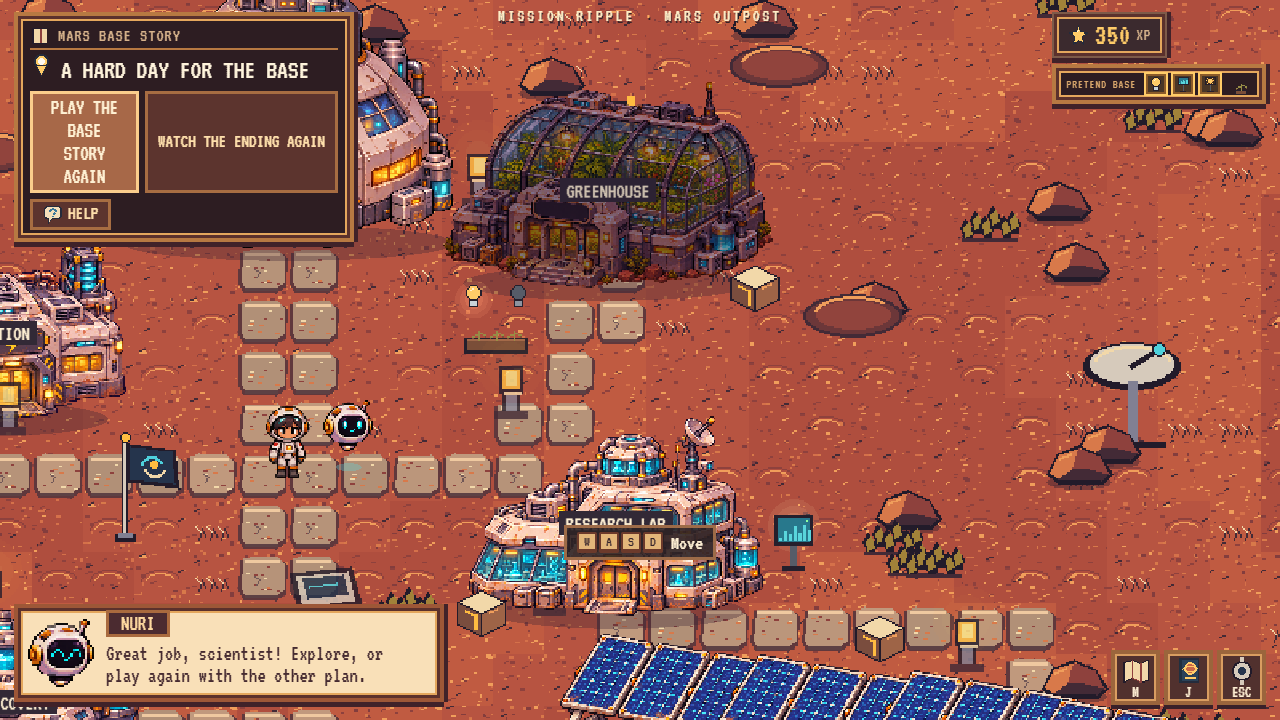 MISSION RIPPLE · MARS OUTPOST
MARS BASE STORY
A HARD DAY FOR THE BASE
PLAY THE
BASE
STORY
AGAIN
WATCH THE ENDING AGAIN
HELP
350 XP
PRETEND BASE
GREENHOUSE
TION
RESEARCH LAB
W A S D Move
NURI
Great job, scientist! Explore, or
play again with the other plan.
M
J
ESC
COVERY